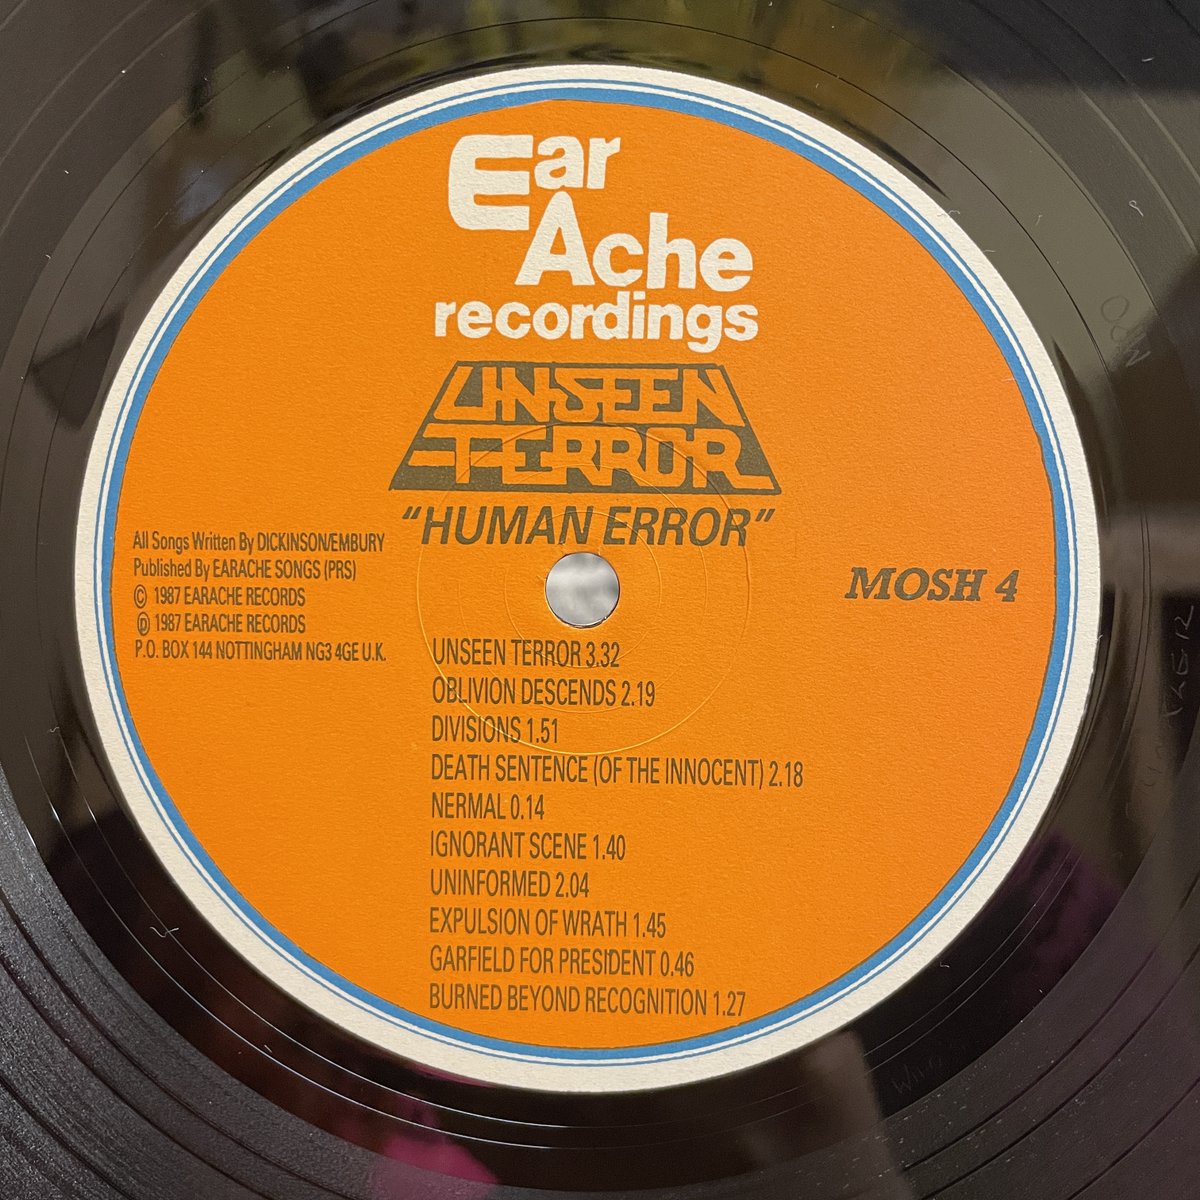 Ear
Ache
recordings
UNSEEN
TERROR
“HUMAN ERROR”
All Songs Written By DICKINSON/EMBURY
Published By EARACHE SONGS (PRS)
© 1987 EARACHE RECORDS
℗ 1987 EARACHE RECORDS
P.O. BOX 144 NOTTINGHAM NG3 4GE U.K.
MOSH 4
UNSEEN TERROR 3.32
OBLIVION DESCENDS 2.19
DIVISIONS 1.51
DEATH SENTENCE (OF THE INNOCENT) 2.18
NERMAL 0.14
IGNORANT SCENE 1.40
UNINFORMED 2.04
EXPULSION OF WRATH 1.45
GARFIELD FOR PRESIDENT 0.46
BURNED BEYOND RECOGNITION 1.27